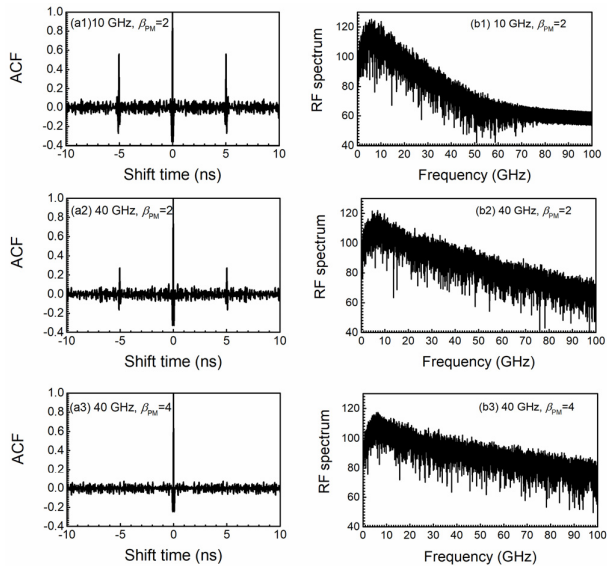 (a1)10 GHz, βPM=2
ACF
1.0
0.8
0.6
0.4
0.2
0.0
-0.2
-0.4
-10 -5 0 5 10
Shift time (ns)
(b1) 10 GHz, βPM=2
RF spectrum
120
100
80
60
40
0 10 20 30 40 50 60 70 80 90 100
Frequency (GHz)
(a2) 40 GHz, βPM=2
ACF
1.0
0.8
0.6
0.4
0.2
0.0
-0.2
-0.4
-10 -5 0 5 10
Shift time (ns)
(b2) 40 GHz, βPM=2
RF spectrum
120
100
80
60
40
0 10 20 30 40 50 60 70 80 90 100
Frequency (GHz)
(a3) 40 GHz, βPM=4
ACF
1.0
0.8
0.6
0.4
0.2
0.0
-0.2
-0.4
-10 -5 0 5 10
Shift time (ns)
(b3) 40 GHz, βPM=4
RF spectrum
120
100
80
60
40
0 10 20 30 40 50 60 70 80 90 100
Frequency (GHz)